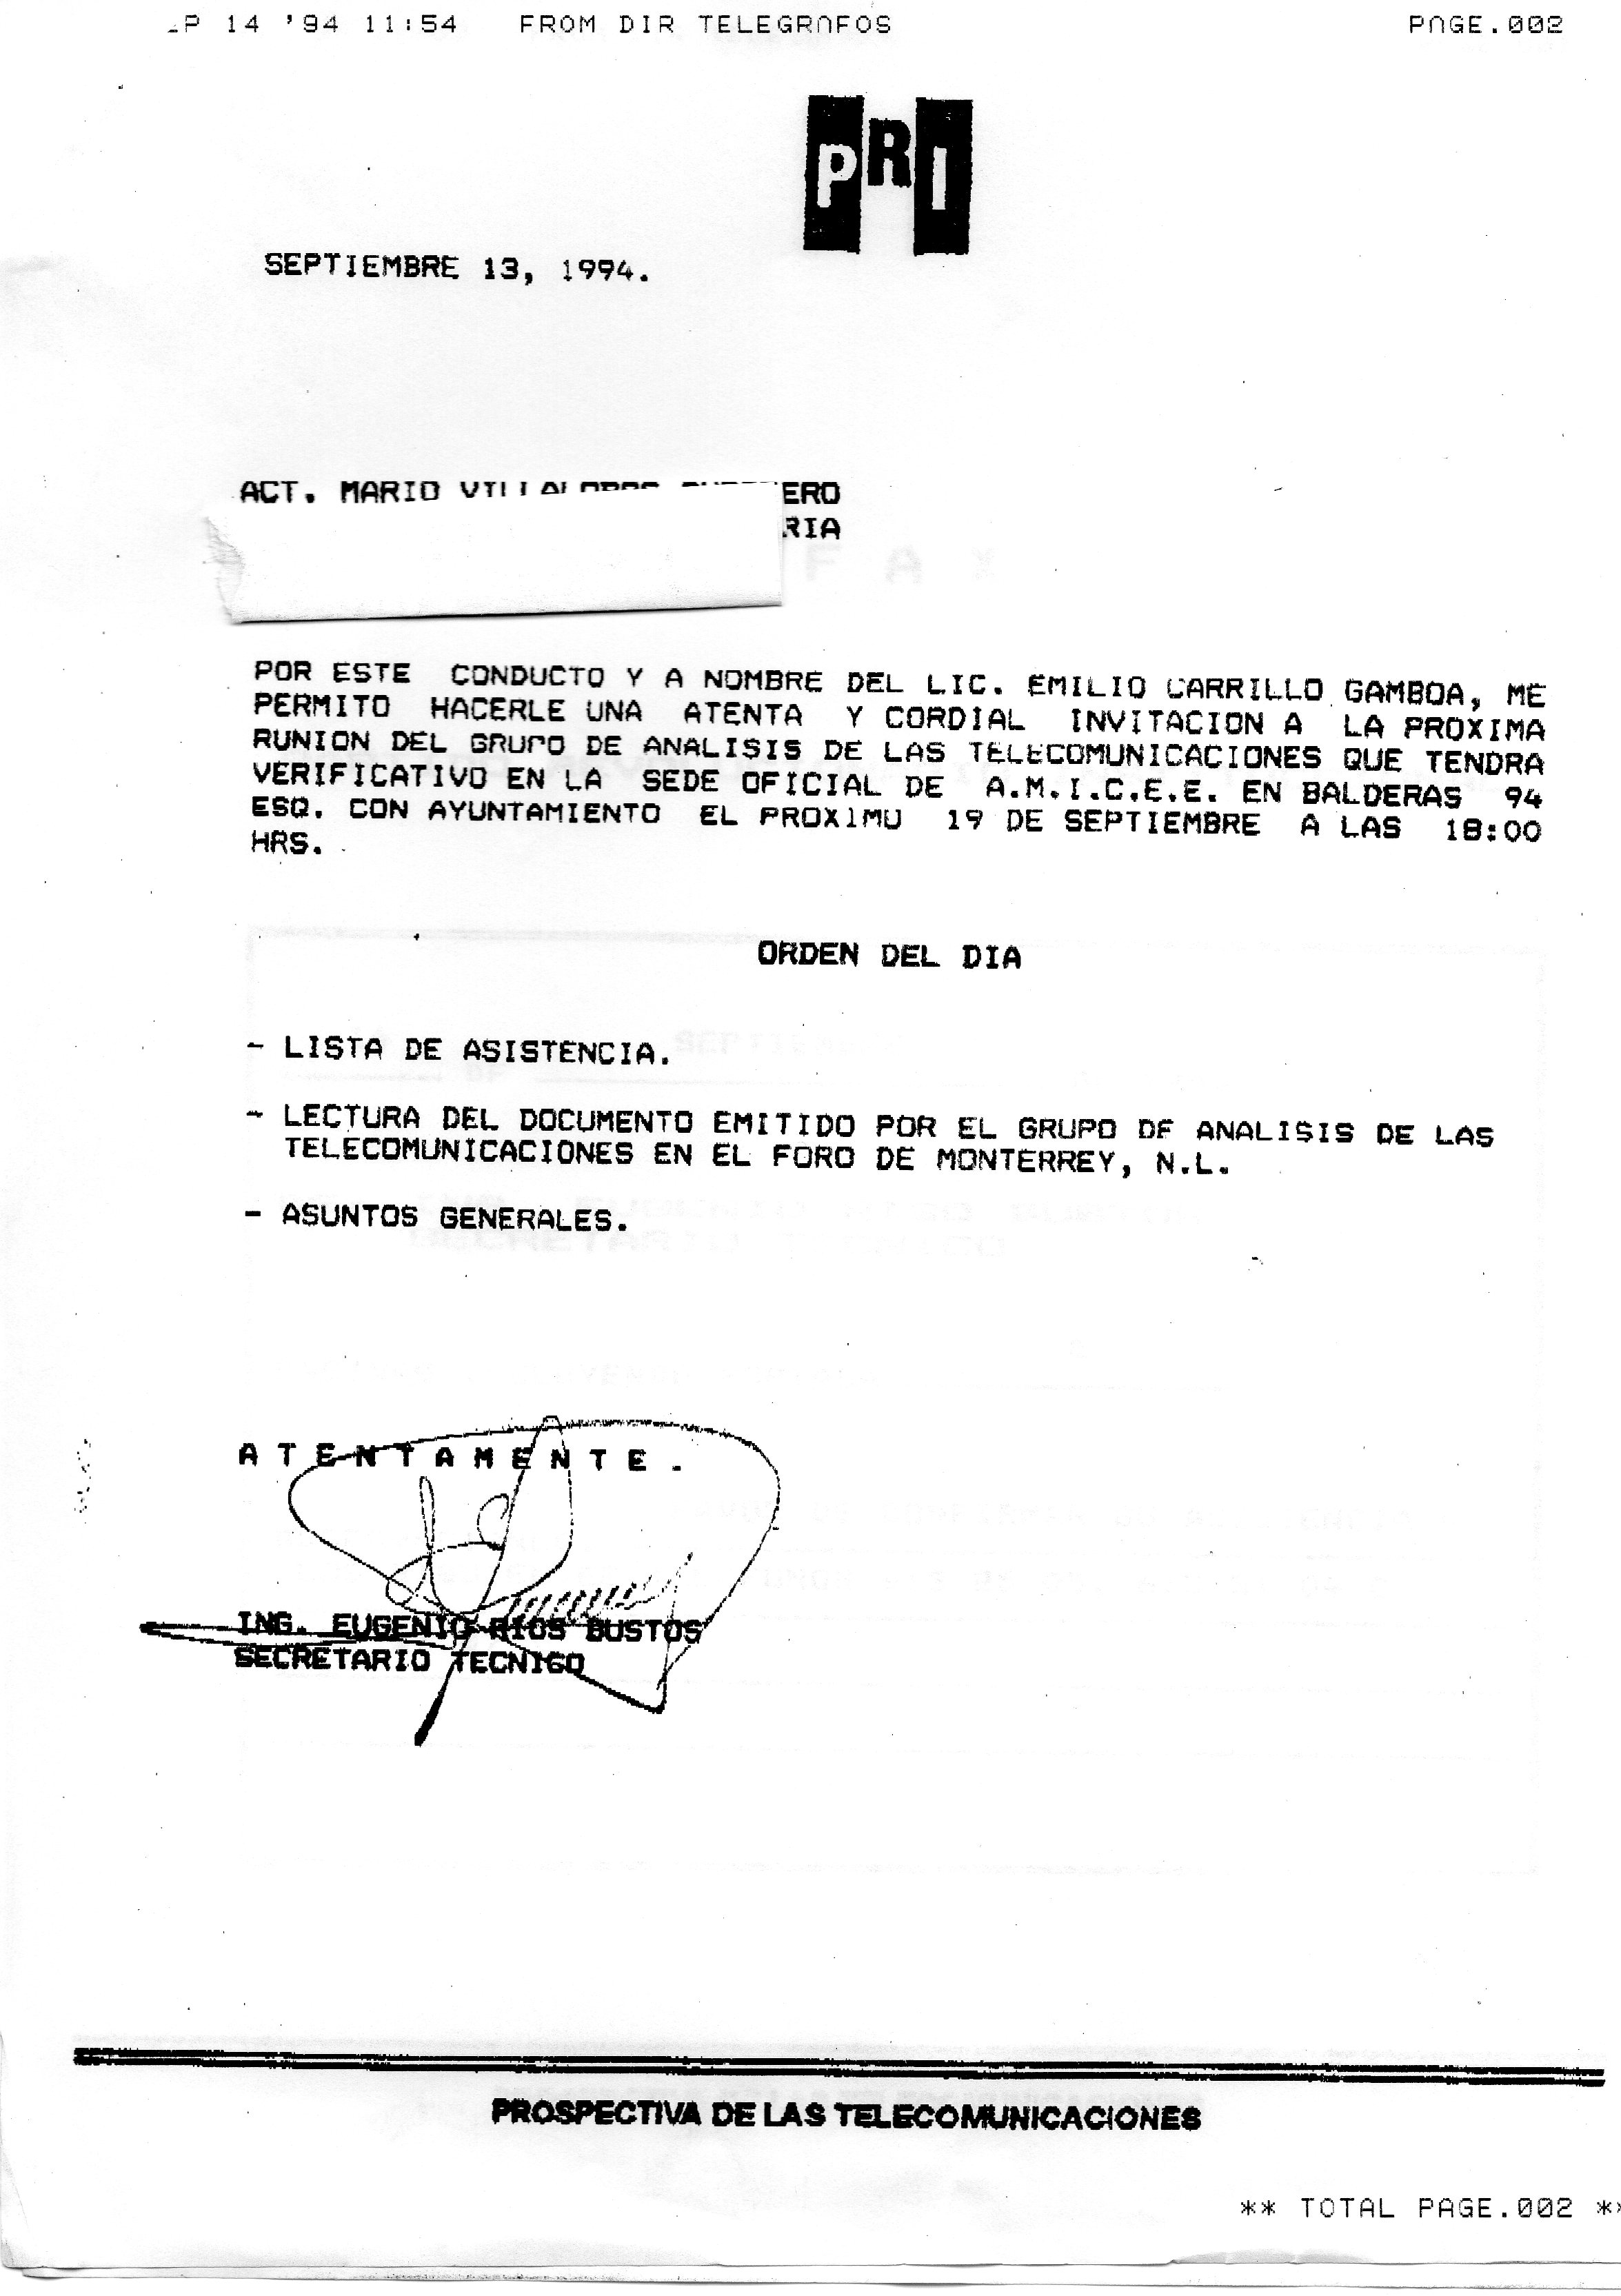 P 14 '94 11:54 FROM DIR TELEGRAFOS PAGE.002
PRI
SEPTIEMBRE 13, 1994.
ACT. MARIO ERO
RIA
FAX
POR ESTE CONDUCTO Y A NOMBRE DEL LIC. EMILIO CARRILLO GAMBOA, ME
PERMITO HACERLE UNA ATENTA Y CORDIAL INVITACION A LA PROXIMA
RUNION DEL GRUPO DE ANALISIS DE LAS TELECOMUNICACIONES QUE TENDRA
VERIFICATIVO EN LA SEDE OFICIAL DE A.M.I.C.E.E. EN BALDERAS 94
ESQ. CON AYUNTAMIENTO EL PROXIMO 19 DE SEPTIEMBRE A LAS 18:00
HRS.
ORDEN DEL DIA
- LISTA DE ASISTENCIA.
- LECTURA DEL DOCUMENTO EMITIDO POR EL GRUPO DE ANALISIS DE LAS
TELECOMUNICACIONES EN EL FORO DE MONTERREY, N.L.
- ASUNTOS GENERALES.
A T E N T A M E N T E .
ING. EUGENIO RIOS BUSTOS
SECRETARIO TECNICO
PROSPECTIVA DE LAS TELECOMUNICACIONES
** TOTAL PAGE.002 **